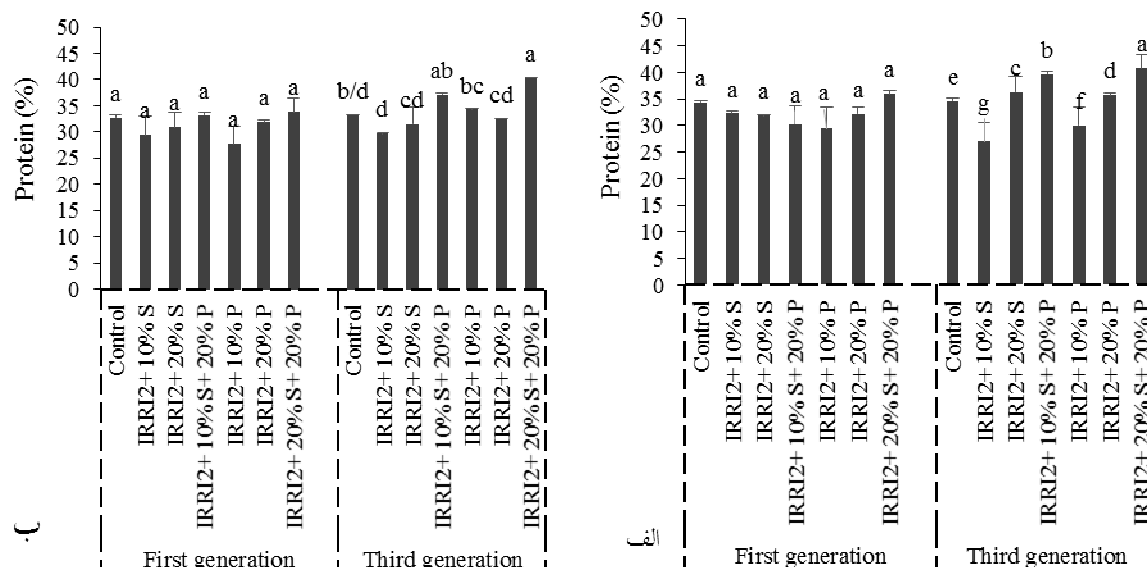 Protein (%)
50
45
40
35
30
25
20
15
10
5
0
a
a
a
a
a
a
a
b/d
d
cd
ab
bc
cd
a
Control
IRRI2+ 10% S
IRRI2+ 20% S
IRRI2+ 10% S+ 20% P
IRRI2+ 10% P
IRRI2+ 20% P
IRRI2+ 20% S+ 20% P
Control
IRRI2+ 10% S
IRRI2+ 20% S
IRRI2+ 10% S+ 20% P
IRRI2+ 10% P
IRRI2+ 20% P
IRRI2+ 20% S+ 20% P
First generation
Third generation
ب
Protein (%)
50
45
40
35
30
25
20
15
10
5
0
a
a
a
a
a
a
a
e
g
c
b
f
d
a
Control
IRRI2+ 10% S
IRRI2+ 20% S
IRRI2+ 10% S+ 20% P
IRRI2+ 10% P
IRRI2+ 20% P
IRRI2+ 20% S+ 20% P
Control
IRRI2+ 10% S
IRRI2+ 20% S
IRRI2+ 10% S+ 20% P
IRRI2+ 10% P
IRRI2+ 20% P
IRRI2+ 20% S+ 20% P
First generation
Third generation
الف